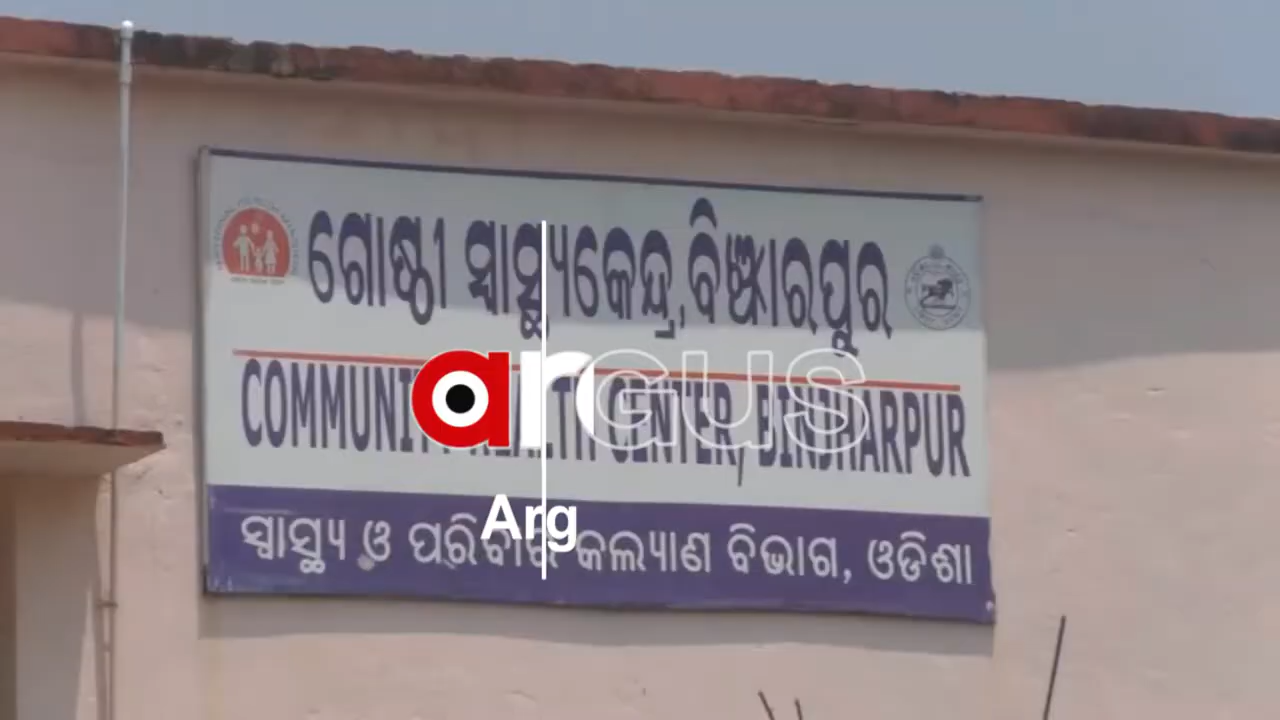 ଗୋଷ୍ଠୀ ସ୍ୱାସ୍ଥ୍ୟକେନ୍ଦ୍ର,ବିଞ୍ଝାରପୁର
COMMUNITY HEALTH CENTER, BINJHARPUR
argus
Arg
ସ୍ୱାସ୍ଥ୍ୟ ଓ ପରିବାର କଲ୍ୟାଣ ବିଭାଗ, ଓଡିଶା